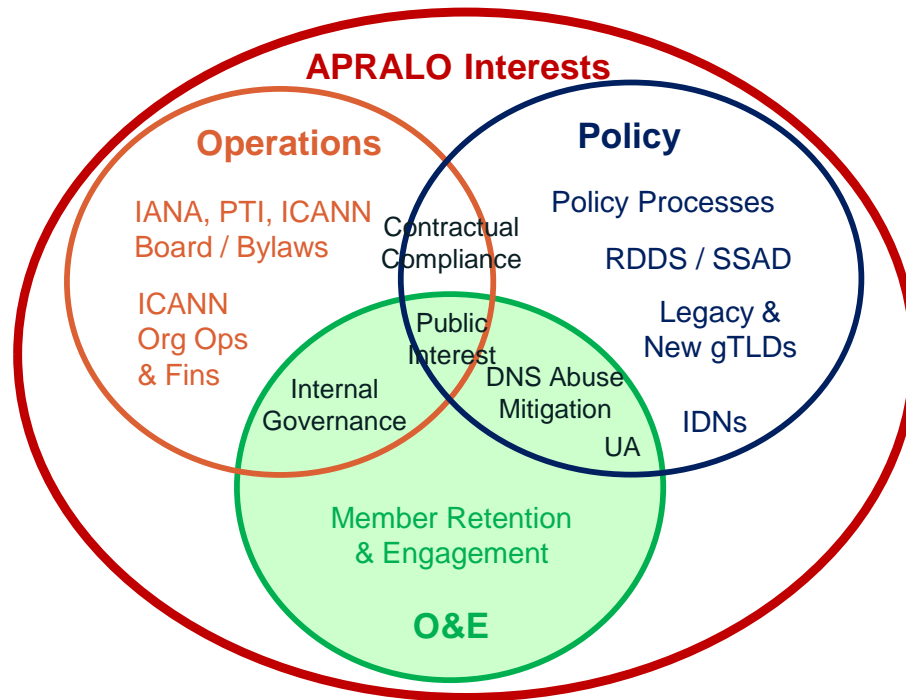 APRALO Interests
Operations
IANA, PTI, ICANN
Board / Bylaws
ICANN
Org Ops
& Fins
Contractual
Compliance
Policy
Policy Processes
RDDS / SSAD
Legacy &
New gTLDs
IDNs
Public
Interest
Internal
Governance
DNS Abuse
Mitigation
UA
Member Retention
& Engagement
O&E